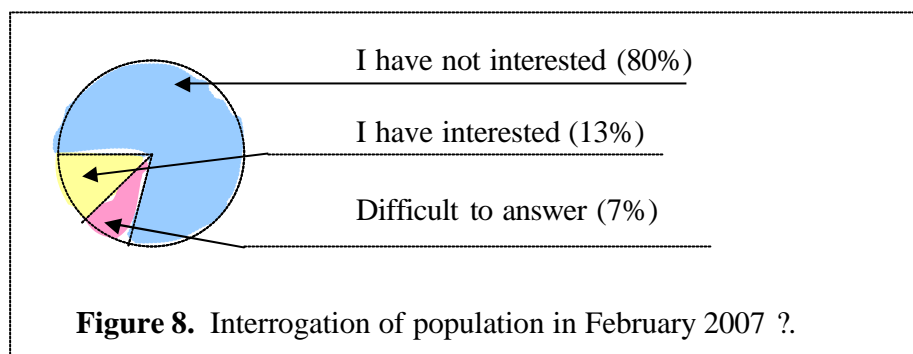 I have not interested (80%)
I have interested (13%)
Difficult to answer (7%)
Figure 8. Interrogation of population in February 2007 ?.